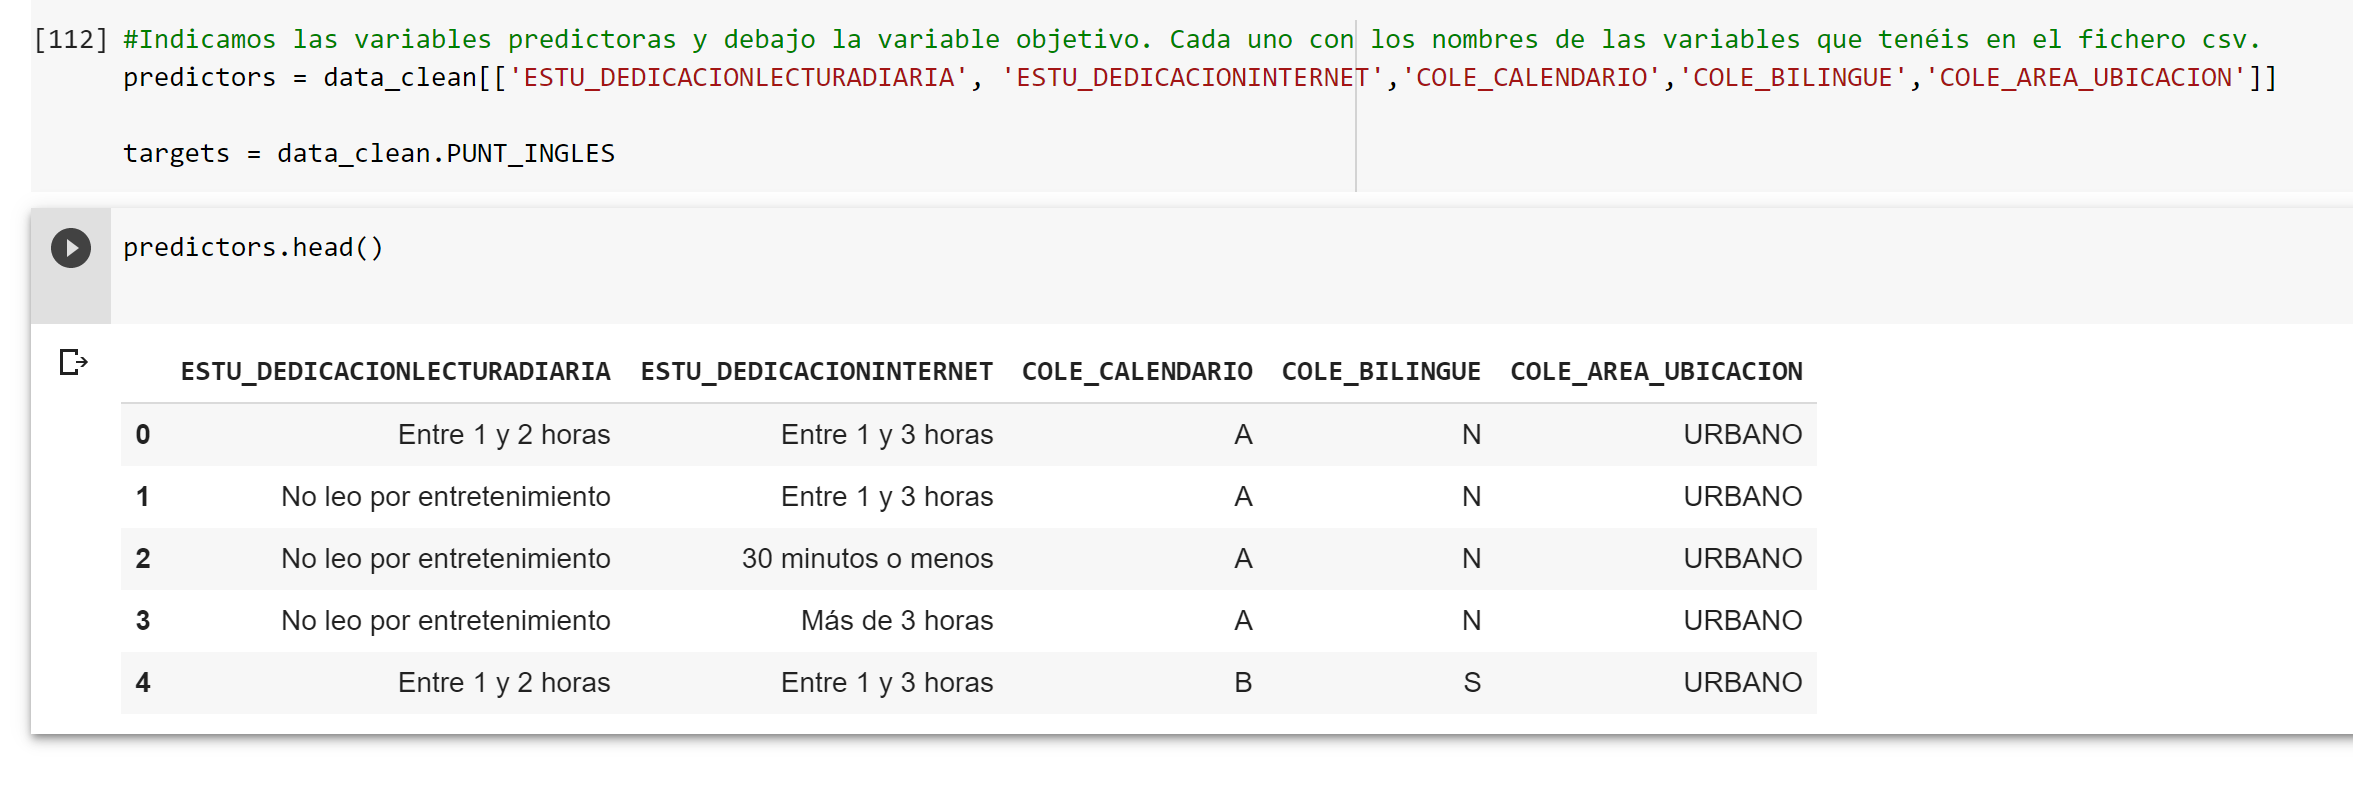 [112] #Indicamos las variables predictoras y debajo la variable objetivo. Cada uno con los nombres de las variables que tenéis en el fichero csv.
predictors = data_clean[['ESTU_DEDICACIONLECTURADIARIA', 'ESTU_DEDICACIONINTERNET','COLE_CALENDARIO','COLE_BILINGUE','COLE_AREA_UBICACION']]
targets = data_clean.PUNT_INGLES
predictors.head()
ESTU_DEDICACIONLECTURADIARIA ESTU_DEDICACIONINTERNET COLE_CALENDARIO COLE_BILINGUE COLE_AREA_UBICACION
0 Entre 1 y 2 horas Entre 1 y 3 horas A N URBANO
1 No leo por entretenimiento Entre 1 y 3 horas A N URBANO
2 No leo por entretenimiento 30 minutos o menos A N URBANO
3 No leo por entretenimiento Más de 3 horas A N URBANO
4 Entre 1 y 2 horas Entre 1 y 3 horas B S URBANO